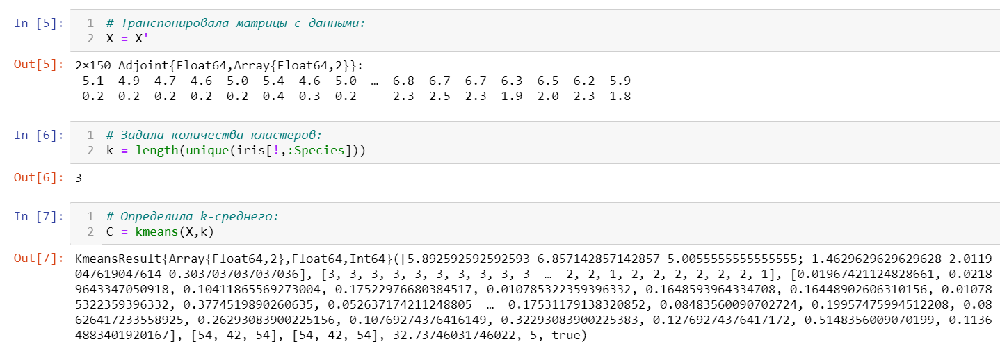 In [5]: 1 # Транспонировала матрицы с данными:
2 X = X'
Out[5]: 2×150 Adjoint{Float64,Array{Float64,2}}:
5.1 4.9 4.7 4.6 5.0 5.4 4.6 5.0 … 6.8 6.7 6.7 6.3 6.5 6.2 5.9
0.2 0.2 0.2 0.2 0.2 0.4 0.3 0.2 2.3 2.5 2.3 1.9 2.0 2.3 1.8
In [6]: 1 # Задала количества кластеров:
2 k = length(unique(iris[!,:Species]))
Out[6]: 3
In [7]: 1 # Определила k-среднего:
2 C = kmeans(X,k)
Out[7]: KmeansResult{Array{Float64,2},Float64,Int64}([5.892592592592593 6.857142857142857 5.0055555555555555; 1.4629629629629628 2.0119
047619047614 0.3037037037037036], [3, 3, 3, 3, 3, 3, 3, 3, 3, 3 … 2, 2, 1, 2, 2, 2, 2, 2, 2, 1], [0.01967421124828661, 0.0218
9643347050918, 0.10411865569273004, 0.17522976680384517, 0.010785322359396332, 0.1648593964334708, 0.16448902606310156, 0.01078
5322359396332, 0.3774519890260635, 0.052637174211248805 … 0.17531179138320852, 0.08483560090702724, 0.19957475994512208, 0.08
626417233558925, 0.26293083900225156, 0.10769274376416149, 0.32293083900225383, 0.12769274376417172, 0.5148356009070199, 0.1136
4883401920167], [54, 42, 54], [54, 42, 54], 32.73746031746022, 5, true)